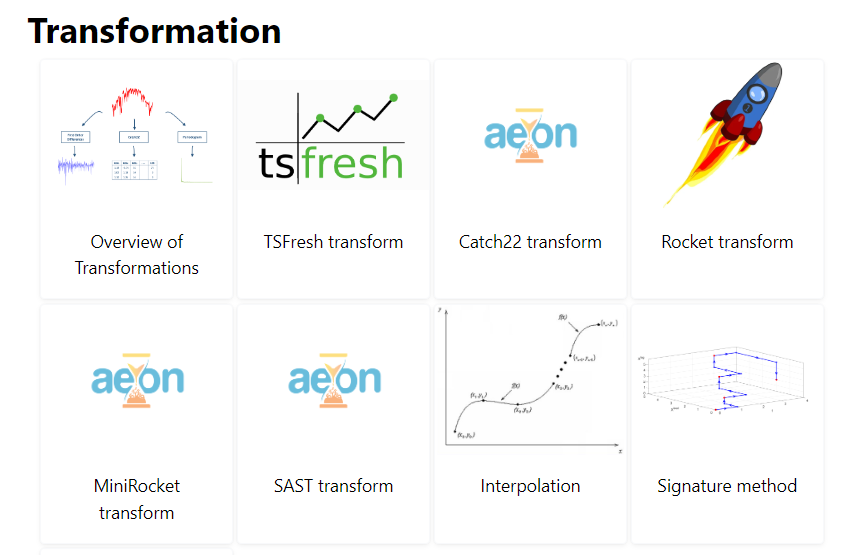 Transformation
tsfresh
aeon
Overview of
Transformations
TSFresh transform
Catch22 transform
Rocket transform
y
f(x)
f(x)
x
aeon
aeon
MiniRocket
transform
SAST transform
Interpolation
Signature method